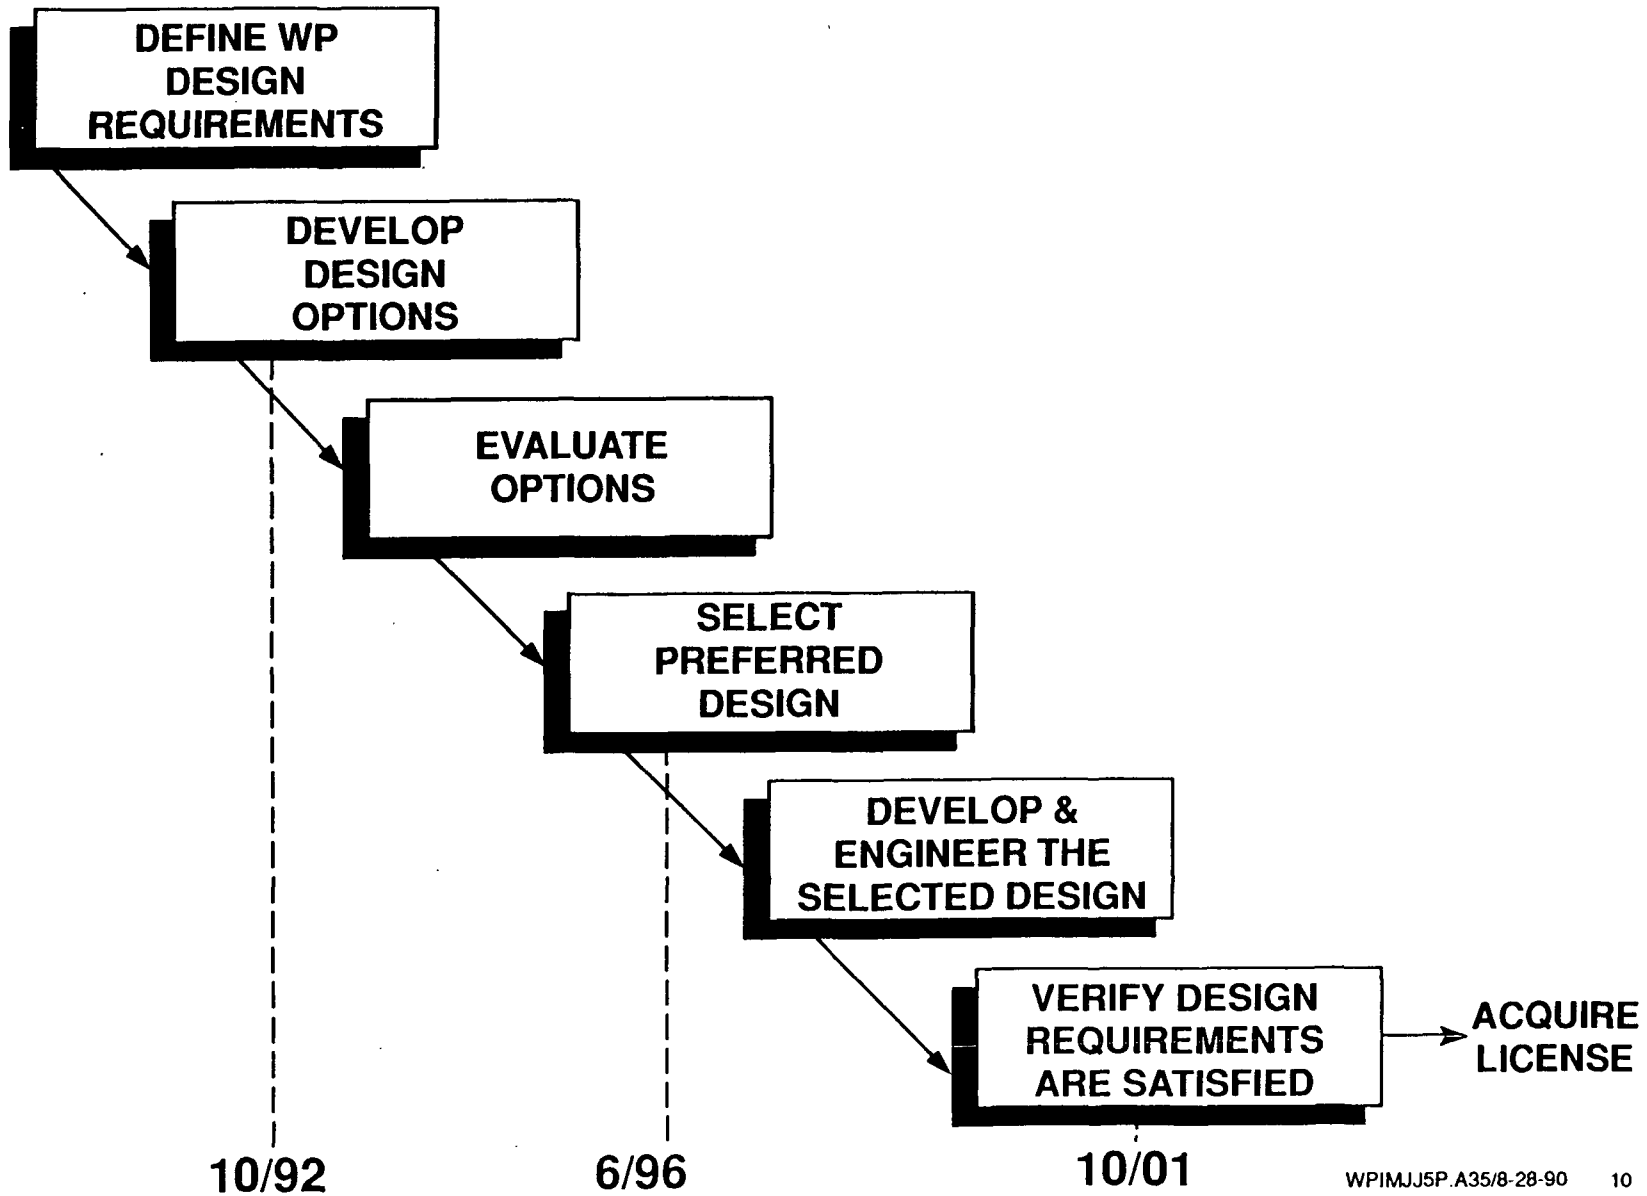 DEFINE WP
DESIGN
REQUIREMENTS
DEVELOP
DESIGN
OPTIONS
EVALUATE
OPTIONS
SELECT
PREFERRED
DESIGN
DEVELOP &
ENGINEER THE
SELECTED DESIGN
VERIFY DESIGN
REQUIREMENTS
ARE SATISFIED
ACQUIRE
LICENSE
10/92
6/96
10/01
WPIMJJ5P.A35/8-28-90 10